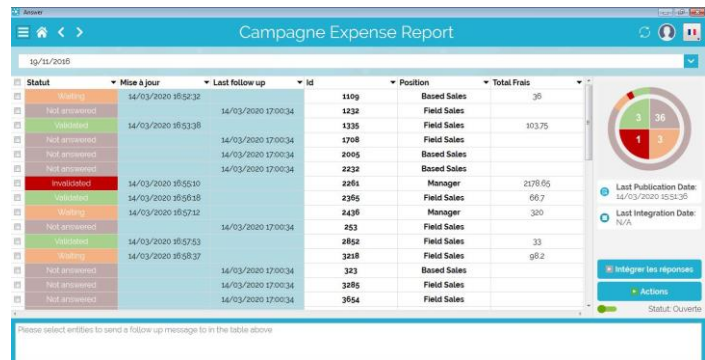 Answer
Campagne Expense Report
19/11/2016
Statut Mise à jour Last follow up Id Position Total Frais
Waiting 14/03/2020 16:52:32 1109 Based Sales 36
Not answered 14/03/2020 17:00:34 1232 Field Sales
Validated 14/03/2020 16:53:38 1335 Field Sales 103,75
Not answered 14/03/2020 17:00:34 1708 Field Sales
Not answered 14/03/2020 17:00:34 2005 Based Sales
Not answered 14/03/2020 17:00:34 2232 Based Sales
Invalidated 14/03/2020 16:55:10 2261 Manager 2178.65
Validated 14/03/2020 16:56:18 2365 Field Sales 66.7
Waiting 14/03/2020 16:57:12 2436 Manager 320
Not answered 14/03/2020 17:00:34 253 Field Sales
Validated 14/03/2020 16:57:53 2852 Field Sales 33
Waiting 14/03/2020 16:58:37 3218 Field Sales 98.2
Not answered 14/03/2020 17:00:34 323 Based Sales
Not answered 14/03/2020 17:00:34 3285 Field Sales
Not answered 14/03/2020 17:00:34 3654 Field Sales
3 36
1 3
Last Publication Date:
14/03/2020 15:51:36
Last Integration Date:
N/A
Intégrer les réponses
Actions
Statut: Ouverte
Please select entities to send a follow up message to in the table above